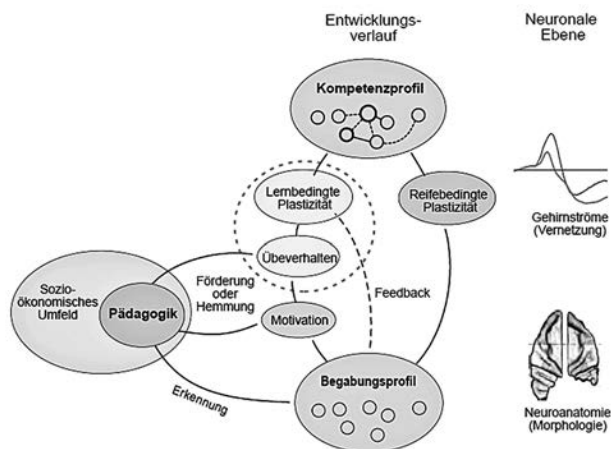 Entwicklungs-
verlauf
Neuronale
Ebene
Kompetenzprofil
Lernbedingte
Plastizität
Reifebedingte
Plastizität
Gehirnströme
(Vernetzung)
Übeverhalten
Sozio-
ökonomisches
Umfeld
Pädagogik
Förderung
oder
Hemmung
Feedback
Motivation
Begabungsprofil
Erkennung
Neuroanatomie
(Morphologie)